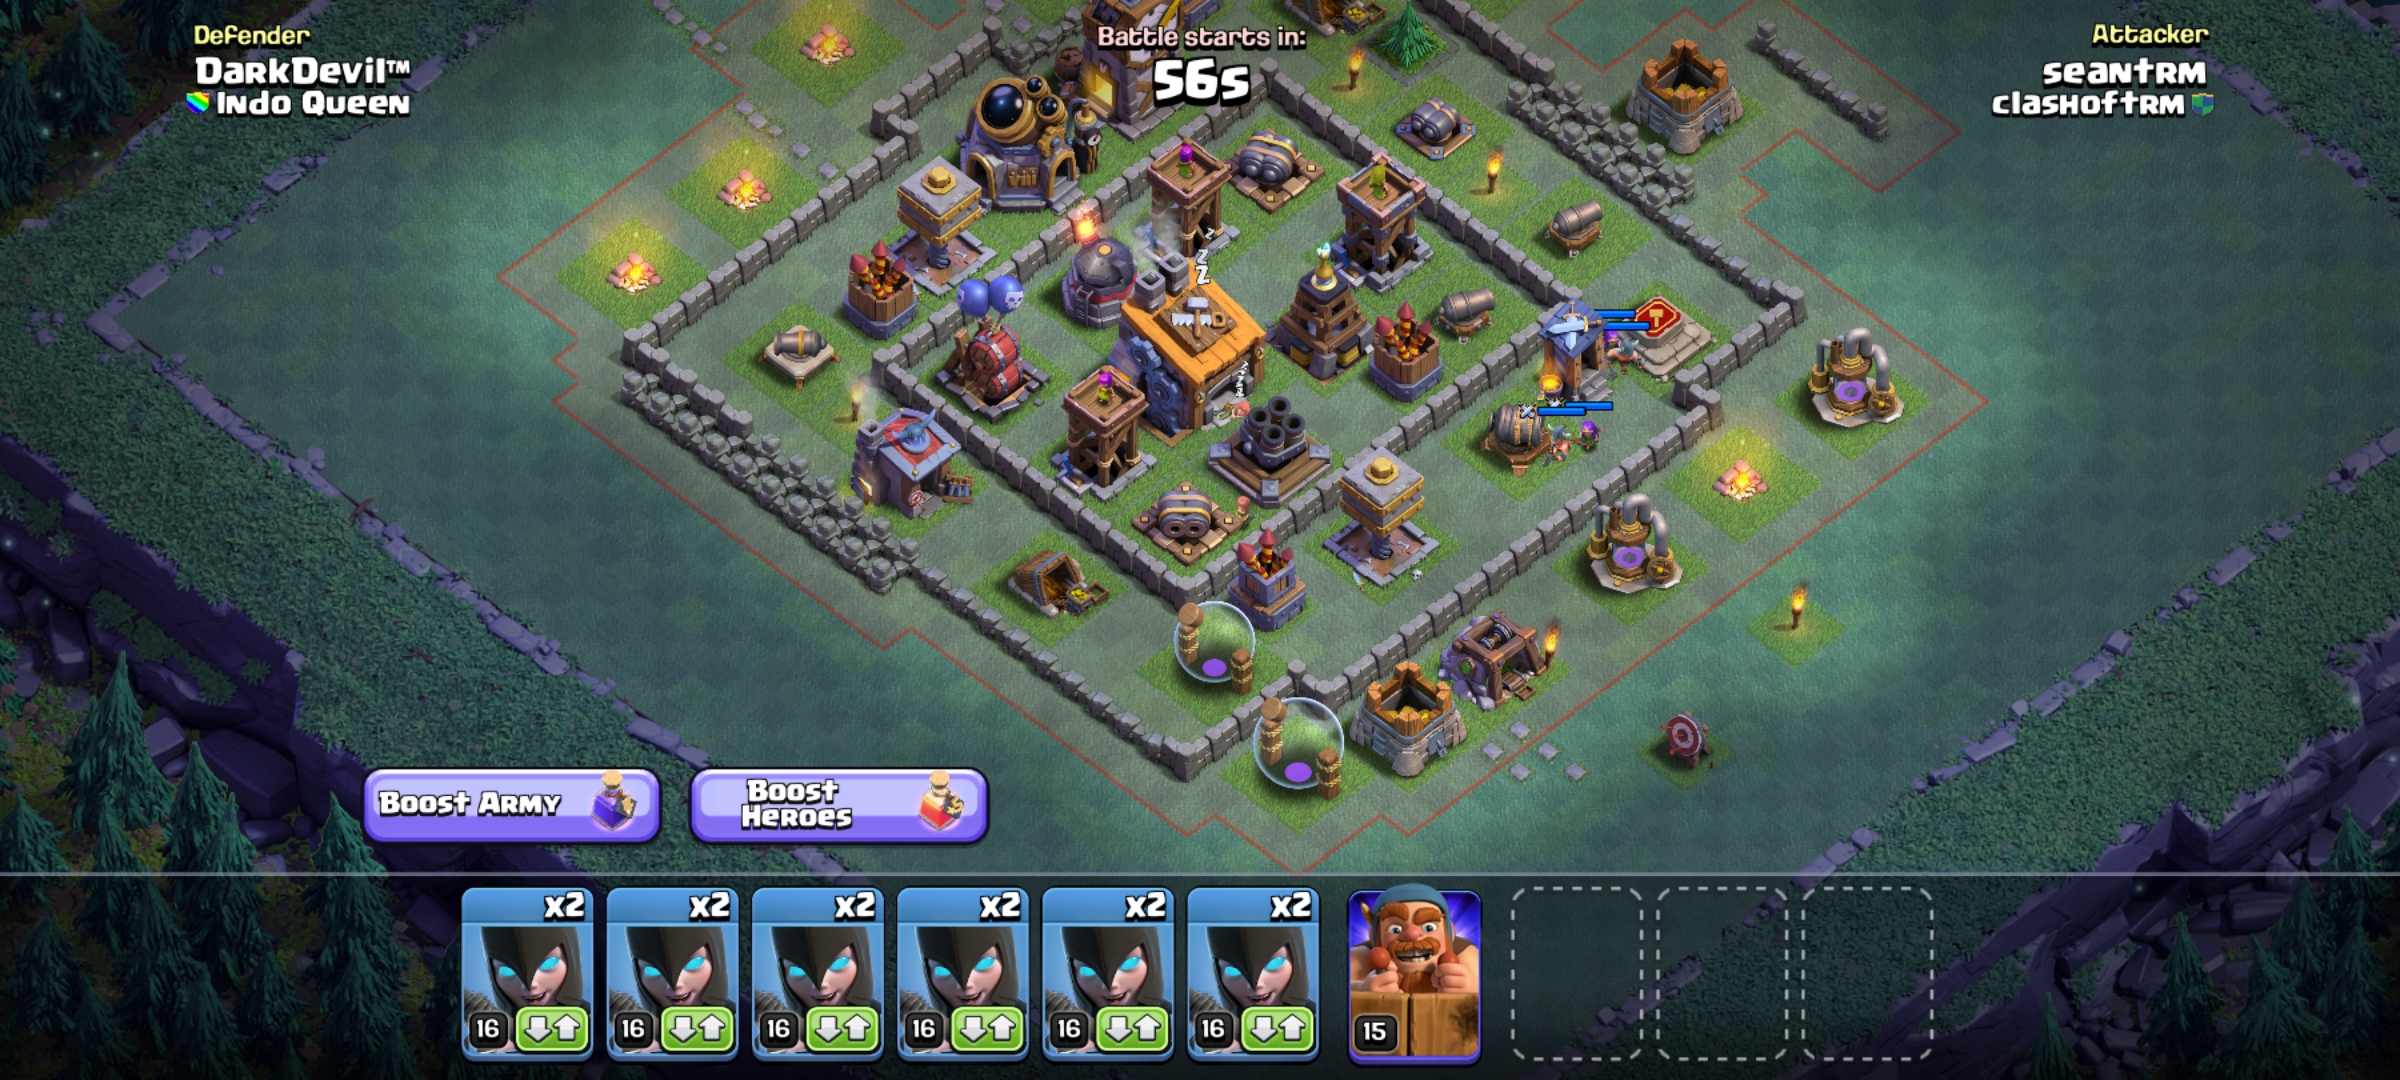 Defender
DarkDevil™
Indo Queen
Battle starts in:
56s
Attacker
seantRM
clashoftRM
VIII
z
Z
Z
Boost Army
Boost
Heroes
x2
x2
x2
x2
x2
x2
16
16
16
16
16
16
15